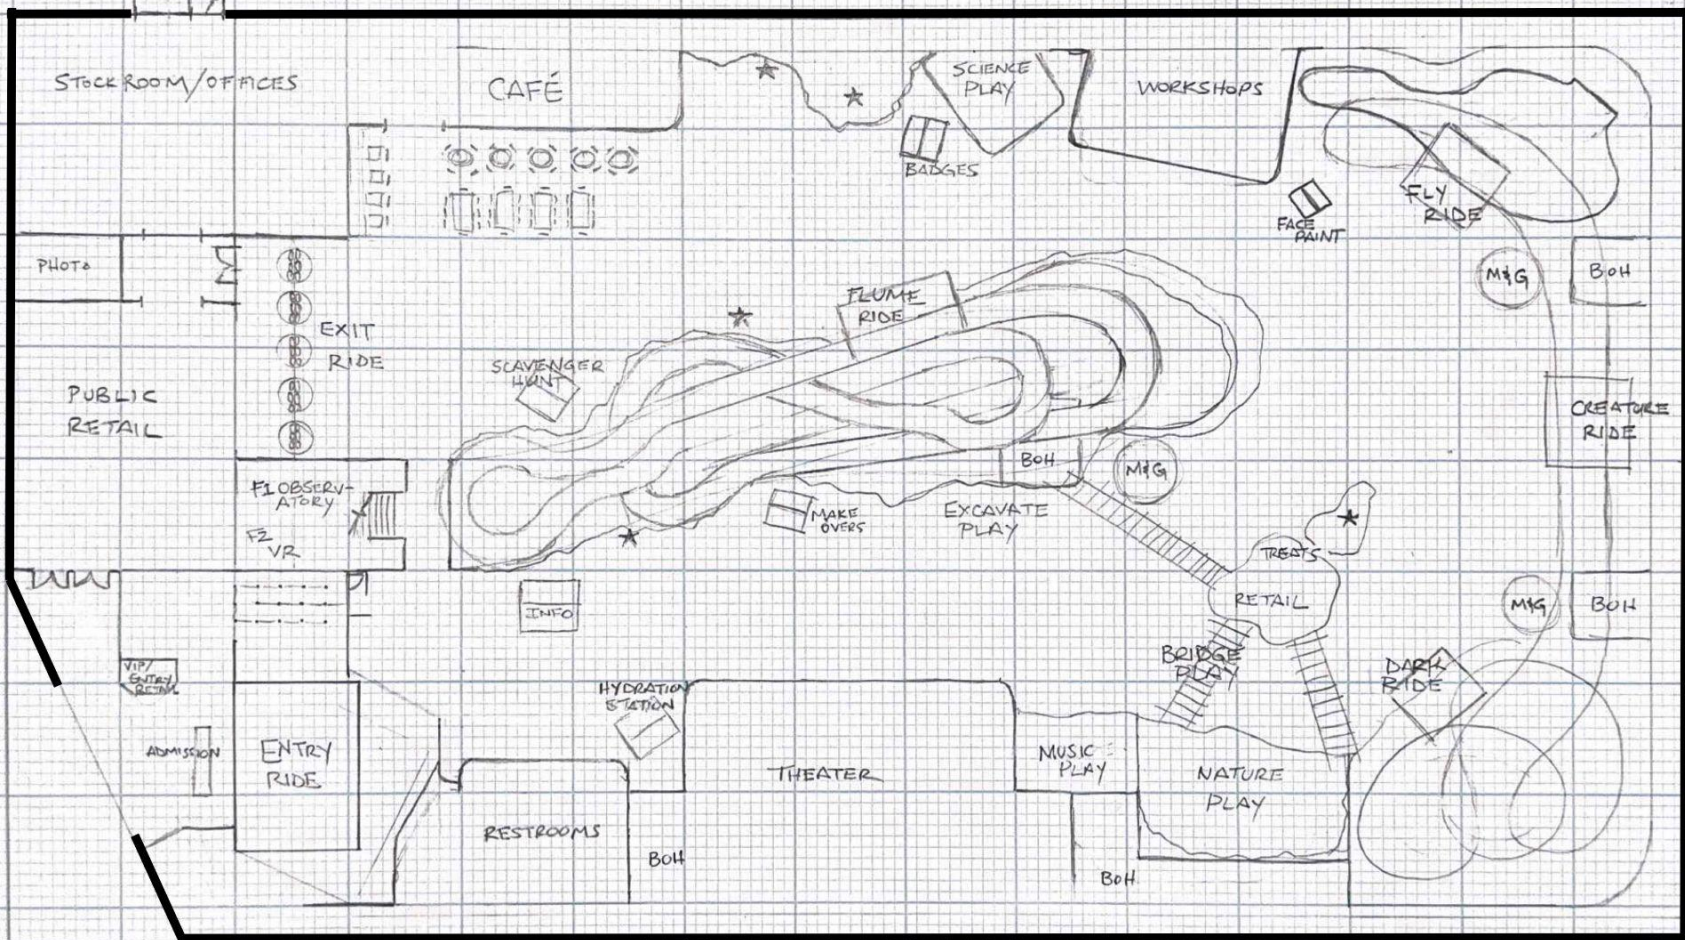 STOCKROOM/OFFICES
CAFÉ
SCIENCE
PLAY
WORKSHOPS
BADGES
FLY
RIDE
FACE
PAINT
PHOTO
M&G
BOH
FLUME
RIDE
EXIT
RIDE
SCAVENGER
HUNT
PUBLIC
RETAIL
CREATURE
RIDE
BOH
M&G
F1 OBSERV-
ATORY
F2
VR
MAKE
OVERS
EXCAVATE
PLAY
TREATS
RETAIL
INFO
M&G
BOH
BRIDGE
PLAY
VIP/
ENTRY
RETAIL
HYDRATION
STATION
DARK
RIDE
ADMISSION
ENTRY
RIDE
THEATER
MUSIC
PLAY
NATURE
PLAY
RESTROOMS
BOH
BOH